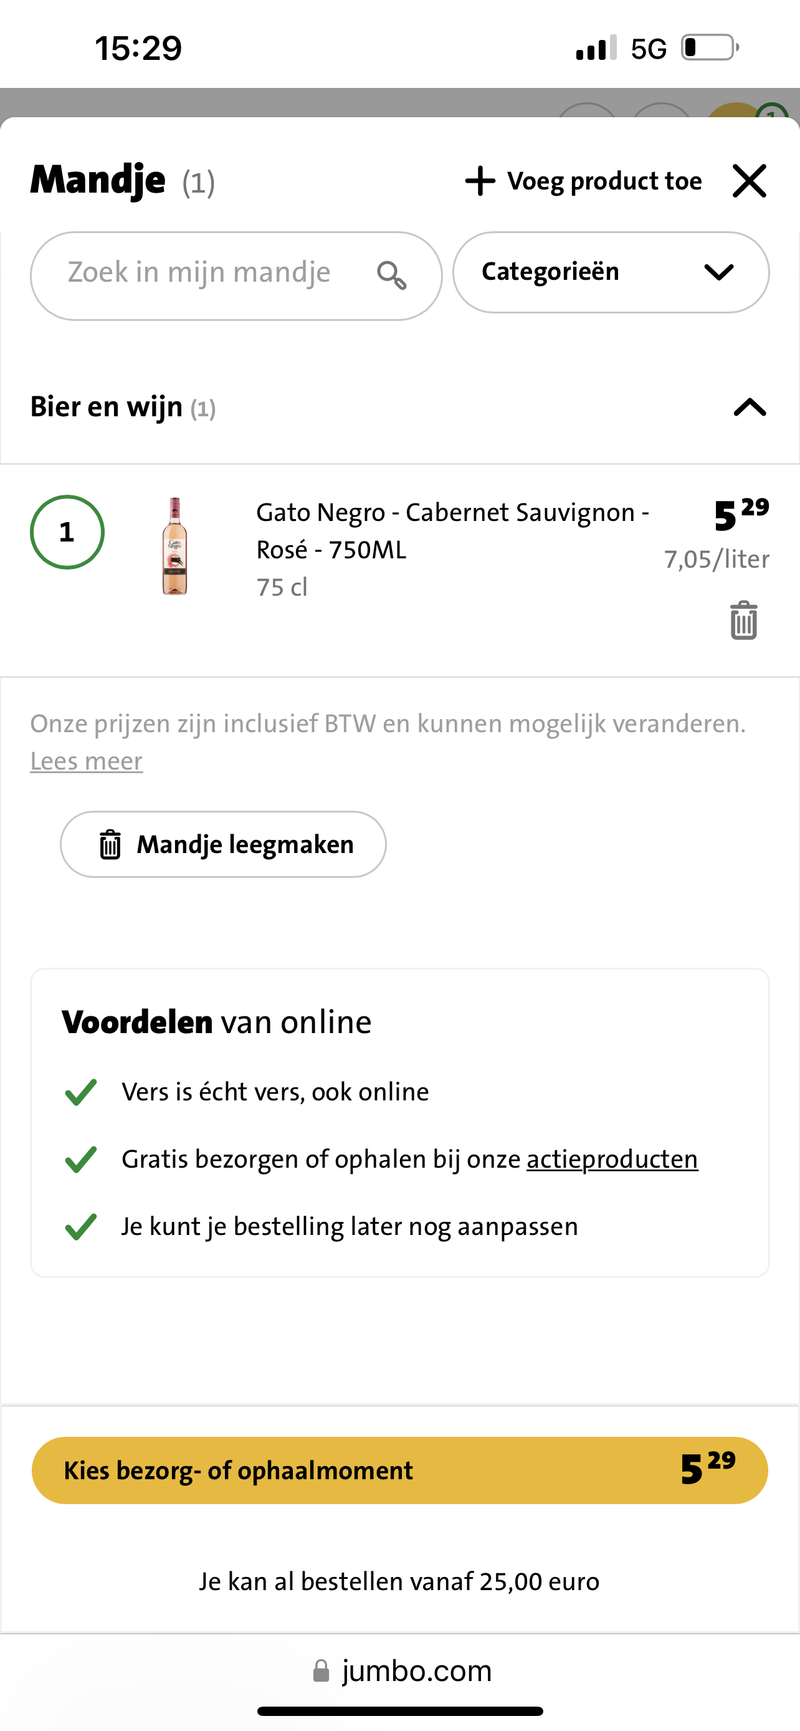 15:29
5G
1
Mandje (1)
Voeg product toe
Zoek in mijn mandje
Categorieën
Bier en wijn (1)
1
Gato Negro - Cabernet Sauvignon -
Rosé - 750ML
75 cl
5 29
7,05/liter
Onze prijzen zijn inclusief BTW en kunnen mogelijk veranderen.
Lees meer
Mandje leegmaken
Voordelen van online
Vers is écht vers, ook online
Gratis bezorgen of ophalen bij onze actieproducten
Je kunt je bestelling later nog aanpassen
Kies bezorg- of ophaalmoment 5 29
Je kan al bestellen vanaf 25,00 euro
jumbo.com